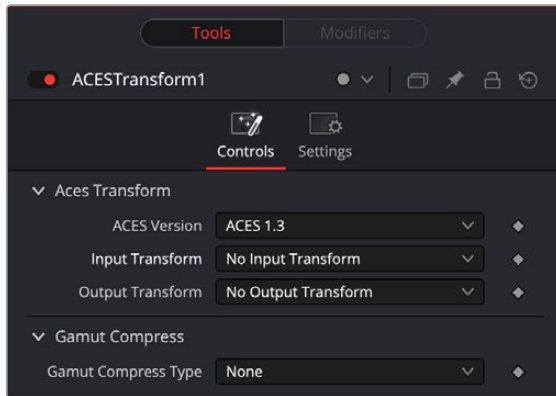 Tools Modifiers
ACESTransform1
Controls Settings
Aces Transform
ACES Version ACES 1.3
Input Transform No Input Transform
Output Transform No Output Transform
Gamut Compress
Gamut Compress Type None